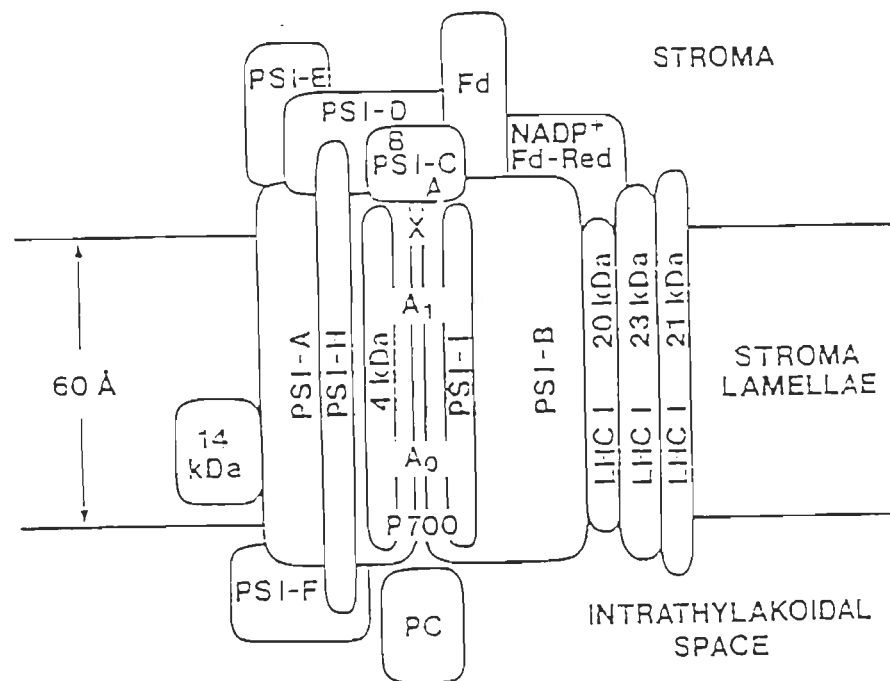 STROMA
PSI-E
Fd
PSI-D
NADP+
Fd-Red
B
PSI-C
A
X
A1
A0
P700
60 Å
14
kDa
PSI-A
PSI-H
4 kDa
PSI-I
PSI-B
LHC I 20 kDa
LHC I 23 kDa
LHC I 21 kDa
STROMA
LAMELLAE
PSI-F
PC
INTRATHYLAKOIDAL
SPACE